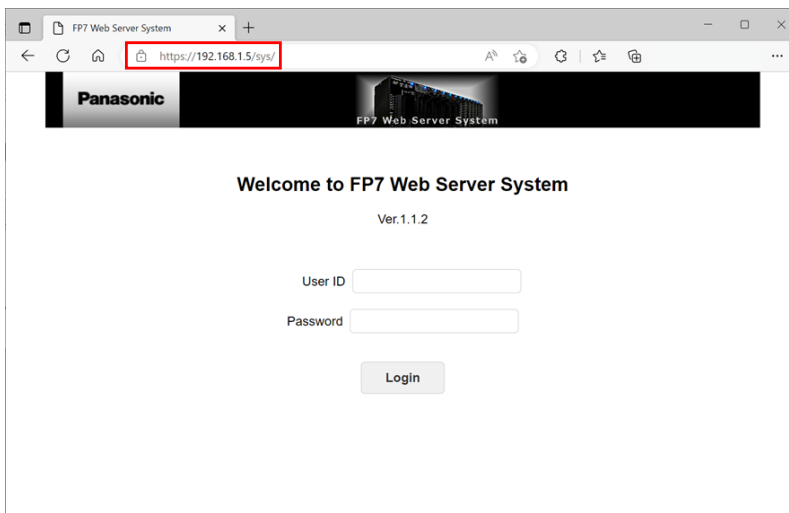 FP7 Web Server System
https://192.168.1.5/sys/
Panasonic
FP7 Web Server System
Welcome to FP7 Web Server System
Ver.1.1.2
User ID
Password
Login